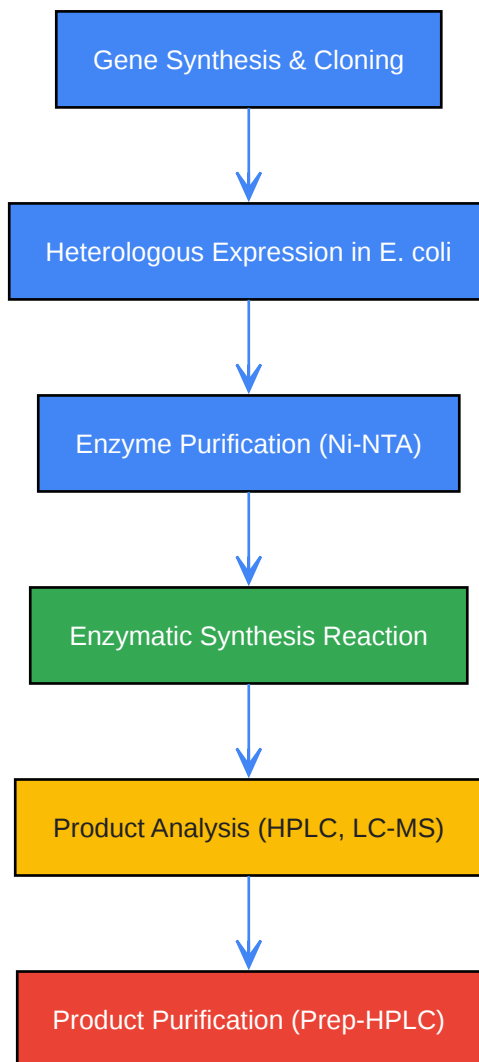 Gene Synthesis & Cloning
Heterologous Expression in E. coli
Enzyme Purification (Ni-NTA)
Enzymatic Synthesis Reaction
Product Analysis (HPLC, LC-MS)
Product Purification (Prep-HPLC)